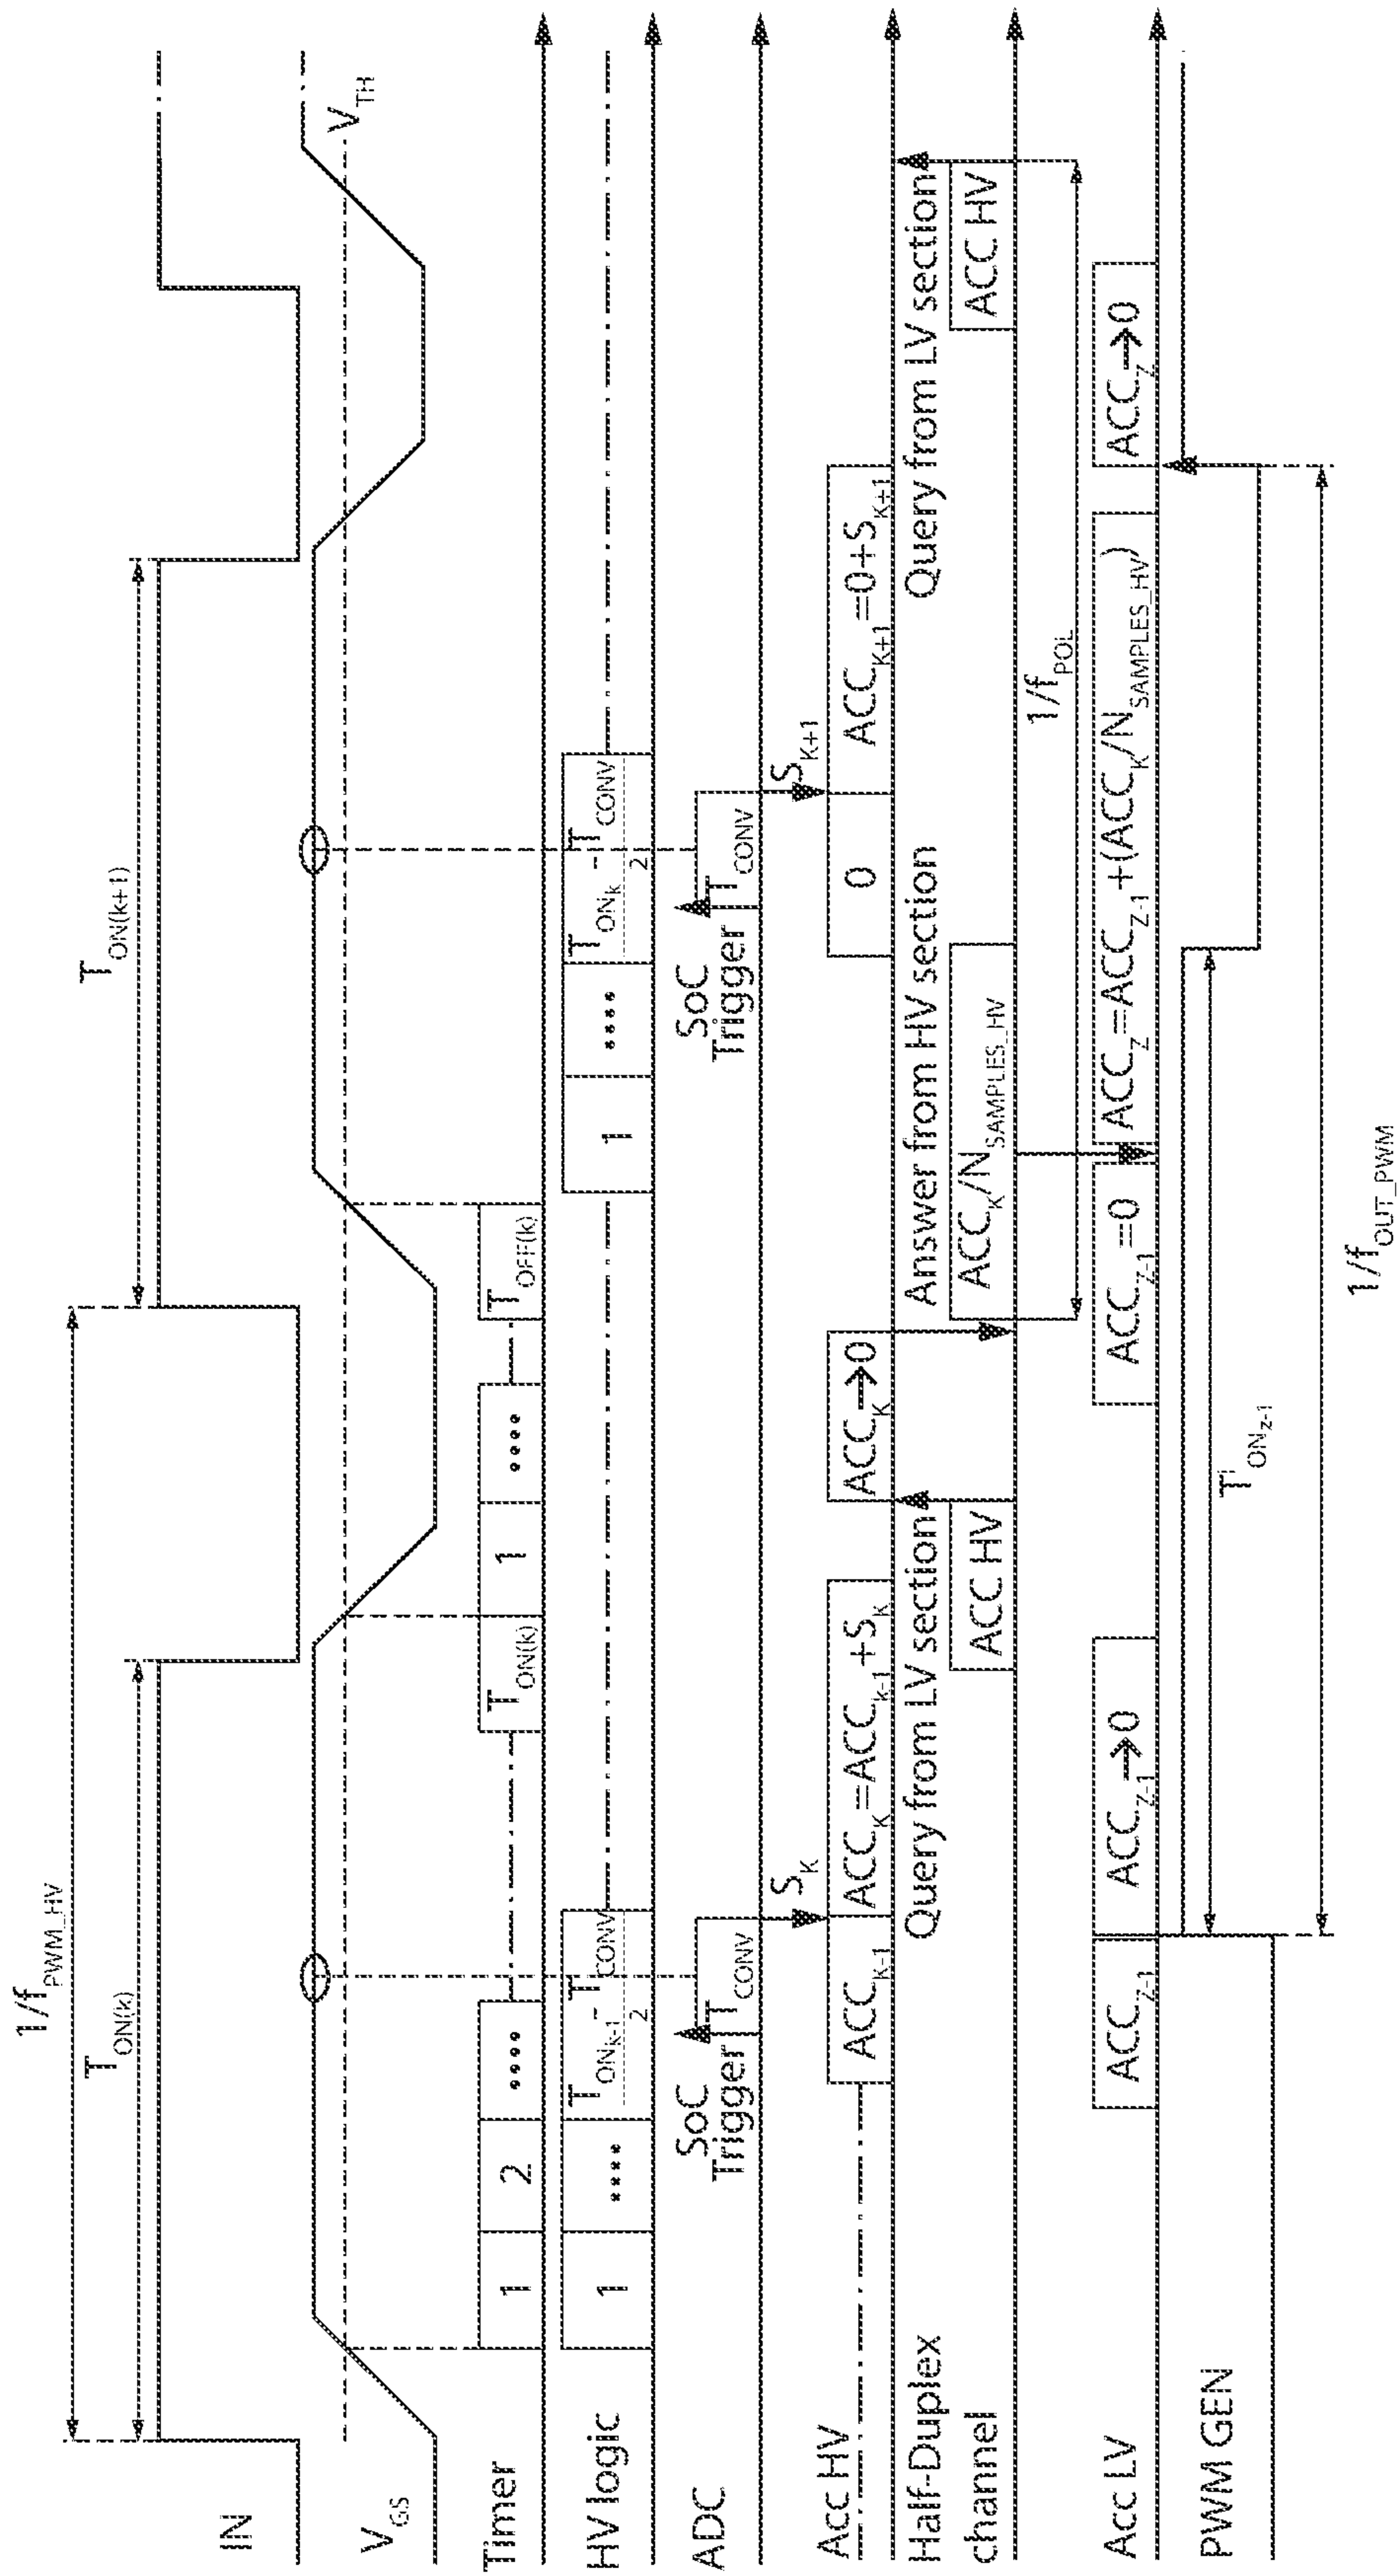 1/f_PWM_HV
T_ON(k)
T_ON(k+1)
IN
V_GS
V_TH
Timer
1
2
....
T_ON(k)
1
....
T_OFF(k)
HV logic
1
....
T_ON_k-1 - T_CONV
2
1
....
T_ON_k - T_CONV
2
ADC
SoC
Trigger
T_CONV
S_K
SoC
Trigger
T_CONV
S_K+1
Acc HV
ACC_K-1
ACC_K=ACC_k-1+S_K
ACC_K→0
0
ACC_K+1=0+S_K+1
Half-Duplex
channel
Query from LV section
ACC HV
Answer from HV section
ACC_K/N_SAMPLES_HV
Query from LV section
ACC HV
1/f_POL
Acc LV
ACC_Z-1
ACC_Z-1→0
ACC_Z-1=0
ACC_Z=ACC_Z-1+(ACC_K/N_SAMPLES_HV)
ACC_Z→0
PWM GEN
T'_ON_z-1
1/f_OUT_PWM